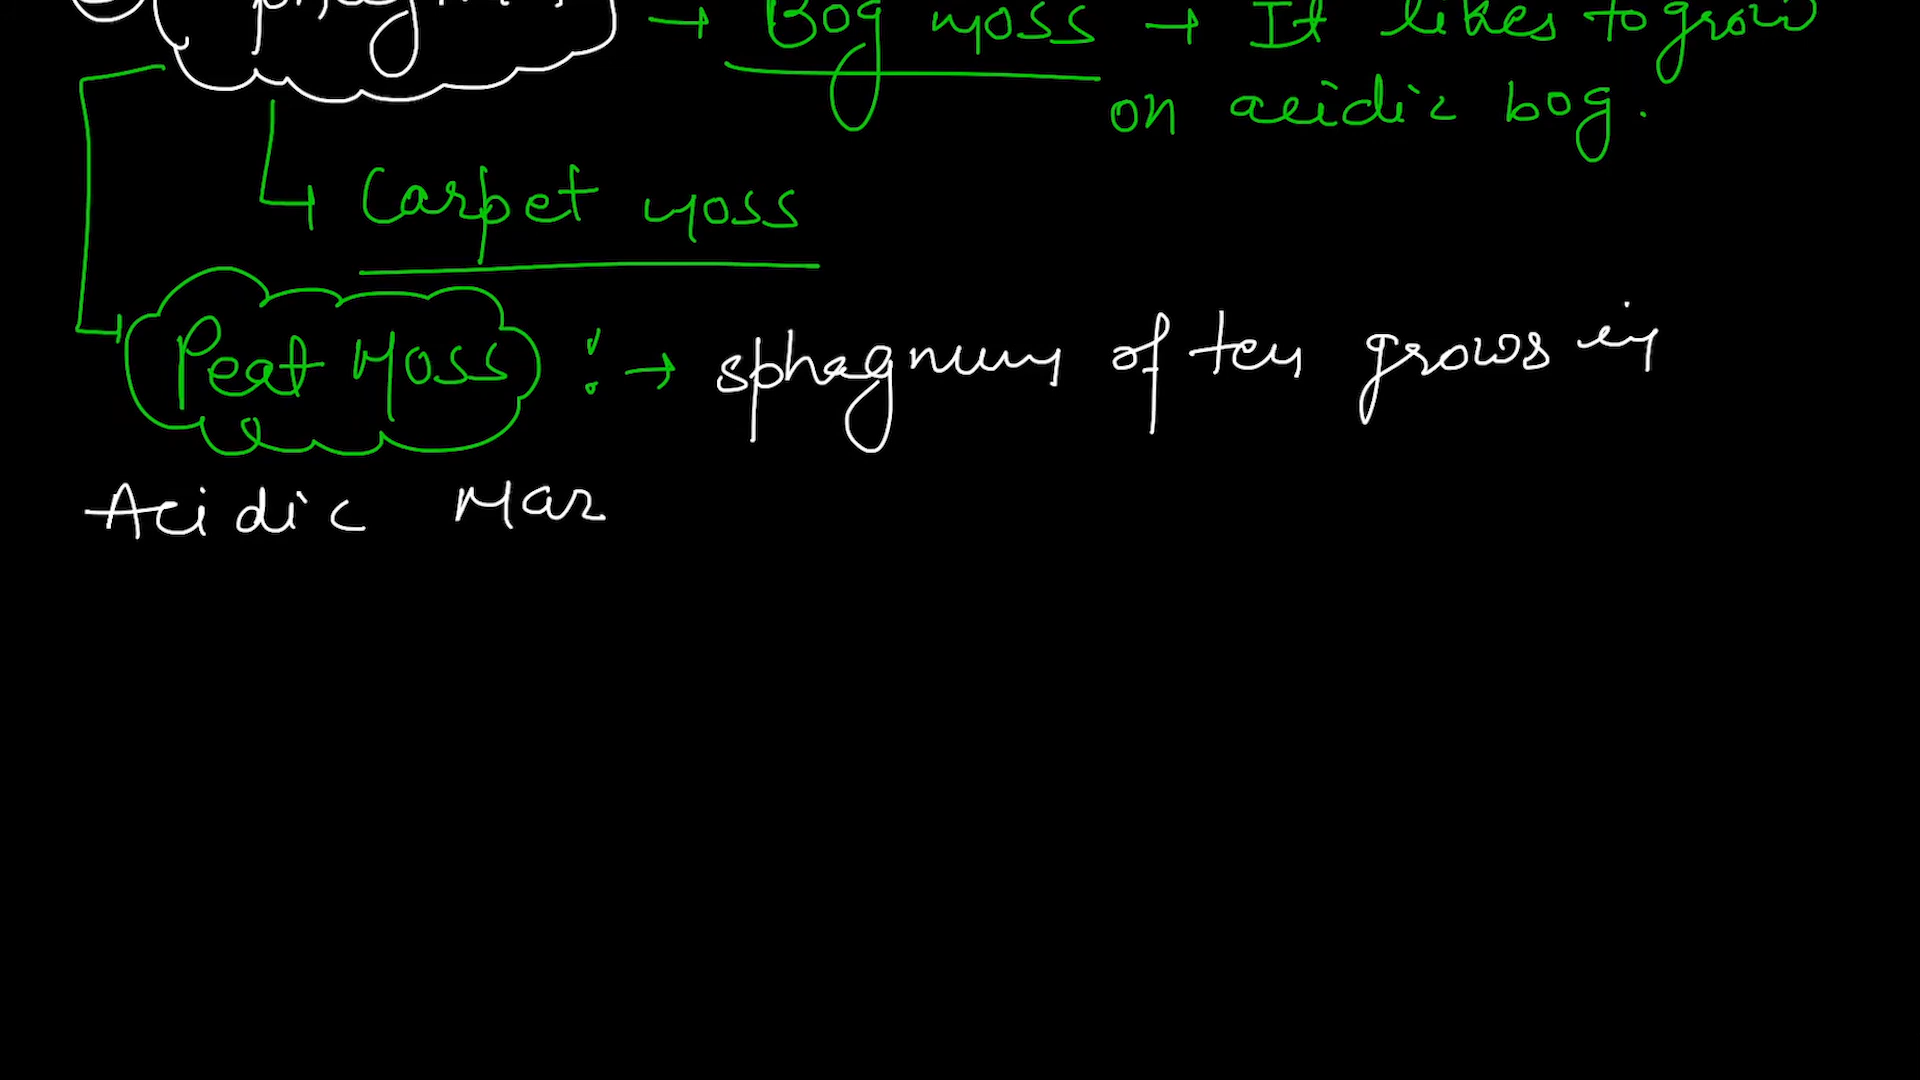 → Bog moss → It likes to grow
on acidic bog.
↳ Carpet moss
Peat Moss : → sphagnum often grows in
Acidic Mar